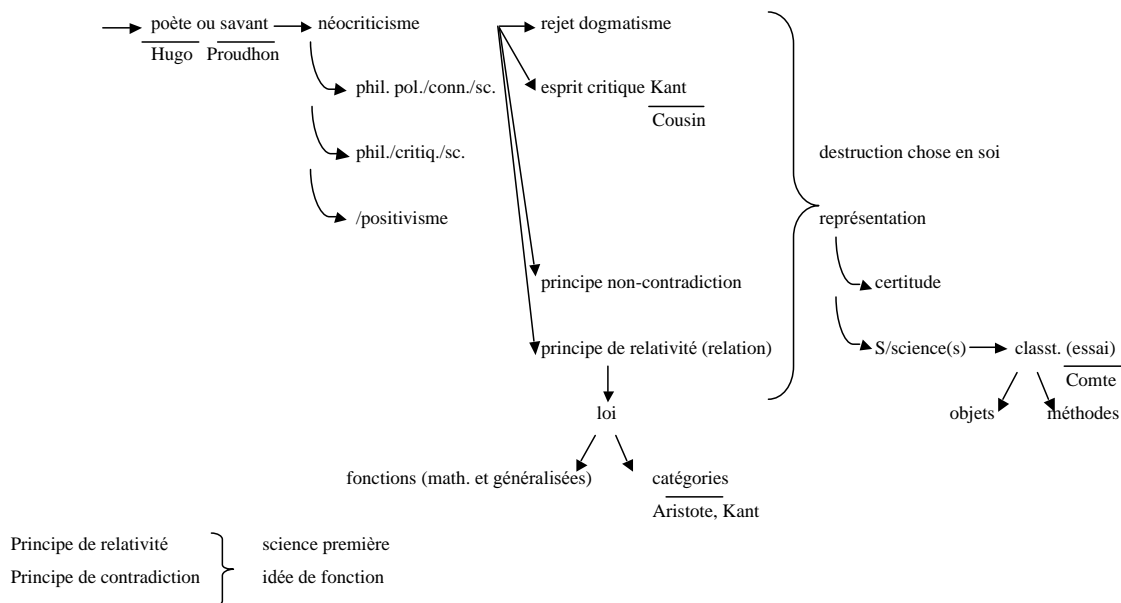 poète ou savant néocriticisme rejet dogmatisme
Hugo Proudhon
phil. pol./conn./sc. esprit critique Kant
Cousin
phil./critiq./sc. destruction chose en soi
/positivisme représentation
principe non-contradiction certitude
principe de relativité (relation) S/science(s) classt. (essai)
Comte
loi objets méthodes
fonctions (math. et généralisées) catégories
Aristote, Kant
Principe de relativité science première
Principe de contradiction idée de fonction